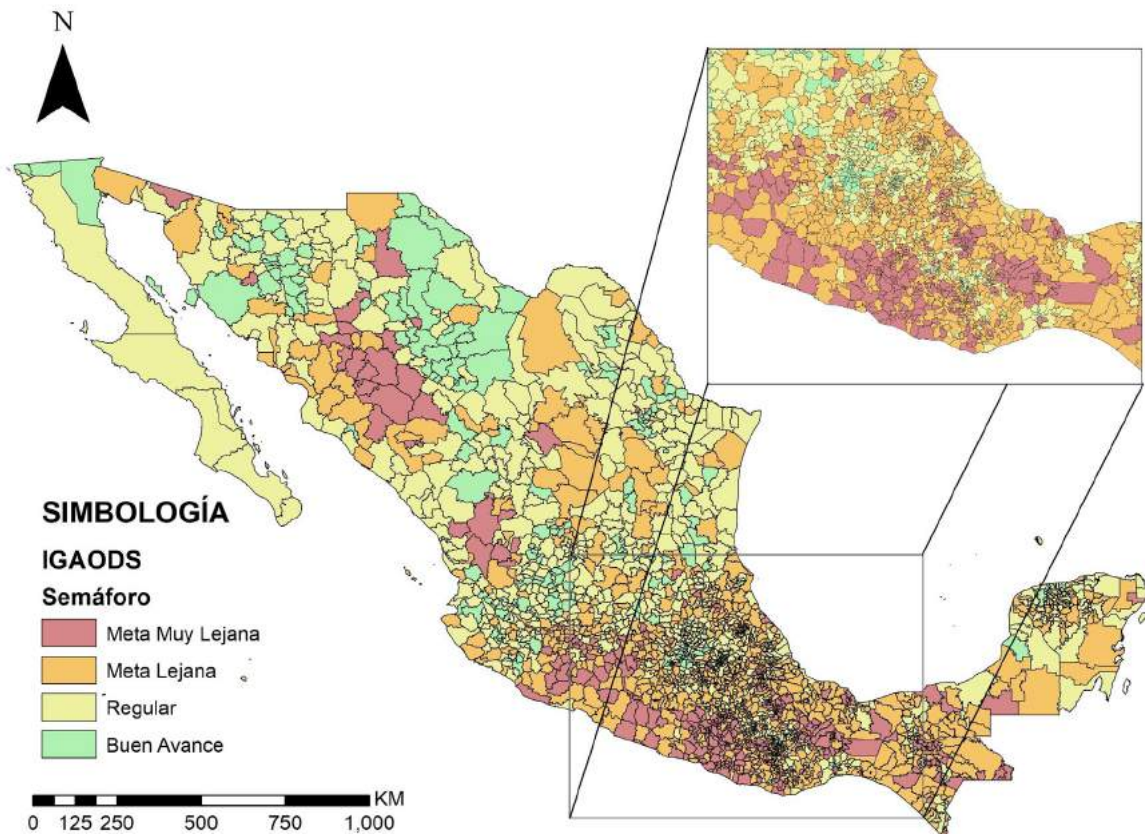 N
SIMBOLOGÍA
IGAODS
Semáforo
Meta Muy Lejana
Meta Lejana
Regular
Buen Avance
KM
0 125 250 500 750 1,000